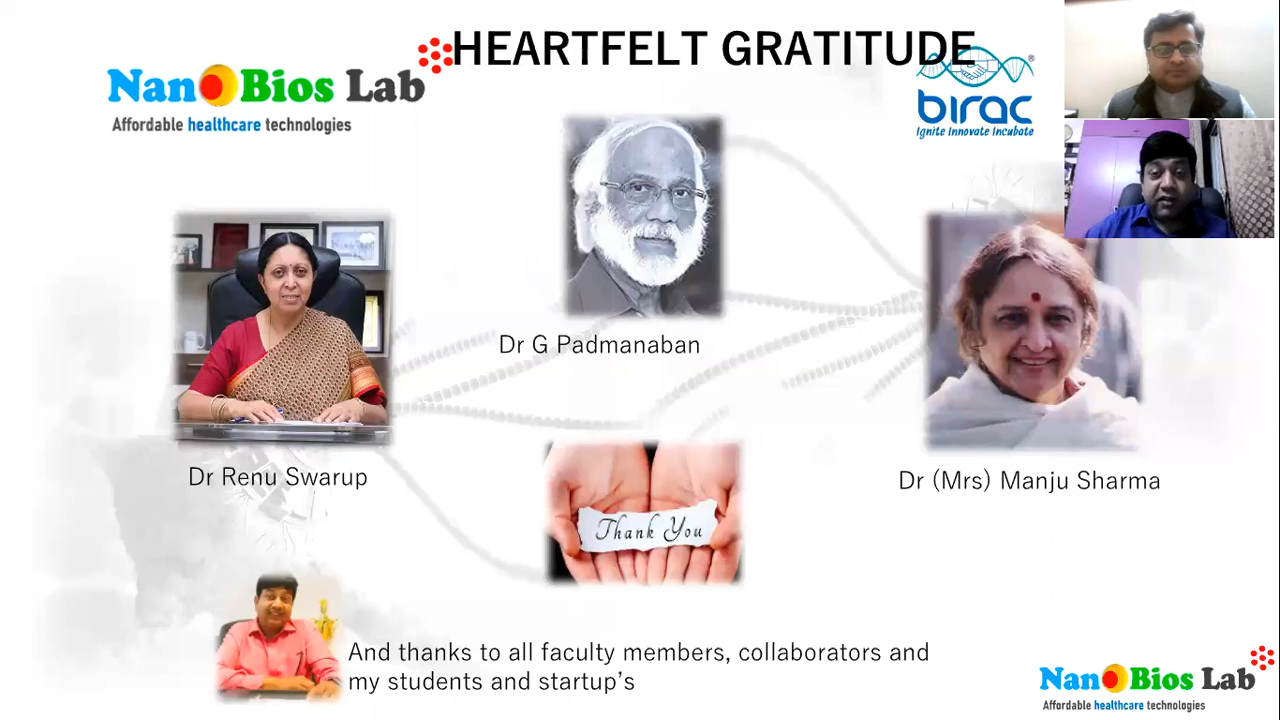 HEARTFELT GRATITUDE
NanoBios Lab
Affordable healthcare technologies
birac
®
Ignite Innovate Incubate
Dr G Padmanaban
Dr Renu Swarup
Dr (Mrs) Manju Sharma
Thank You
And thanks to all faculty members, collaborators and
my students and startup’s
NanoBios Lab
Affordable healthcare technologies